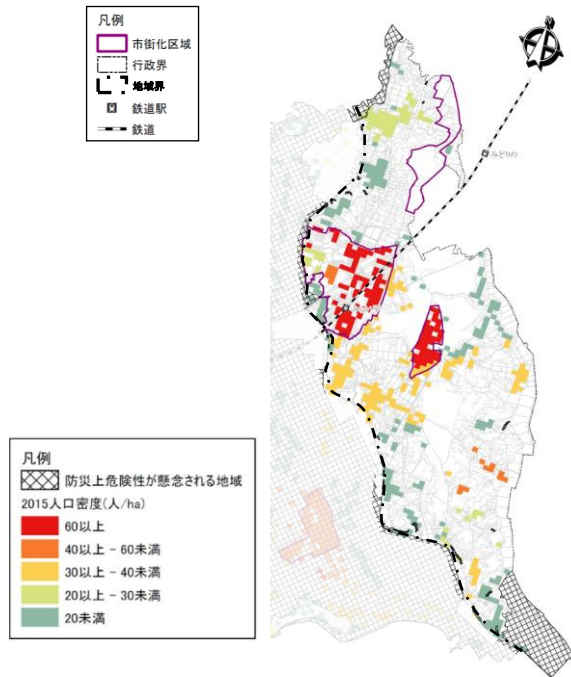 凡例
市街化区域
行政界
地域界
鉄道駅
鉄道
みどりの
凡例
防災上危険性が懸念される地域
2015人口密度(人/ha)
60以上
40以上 - 60未満
30以上 - 40未満
20以上 - 30未満
20未満